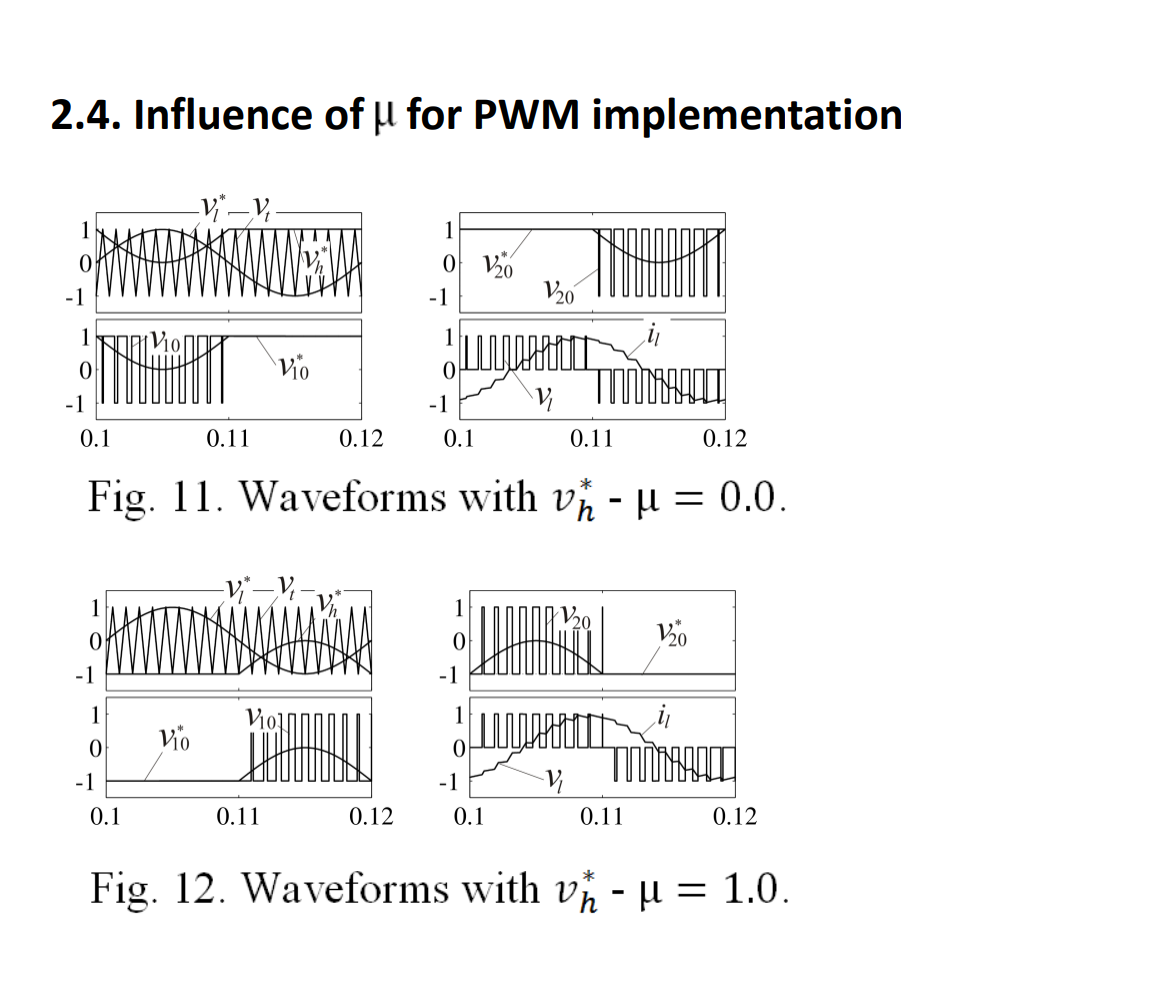 2.4. Influence of μ for PWM implementation
v*l vt
1
0
-1
v*h
1
0
-1
v*20
v20
1
0
-1
v10
v*10
1
0
-1
il
vl
0.1 0.11 0.12
0.1 0.11 0.12
Fig. 11. Waveforms with v*h - μ = 0.0.
v*l vt v*h
1
0
-1
1
0
-1
v20
v*20
1
0
-1
v*10
v10
1
0
-1
il
vl
0.1 0.11 0.12
0.1 0.11 0.12
Fig. 12. Waveforms with v*h - μ = 1.0.